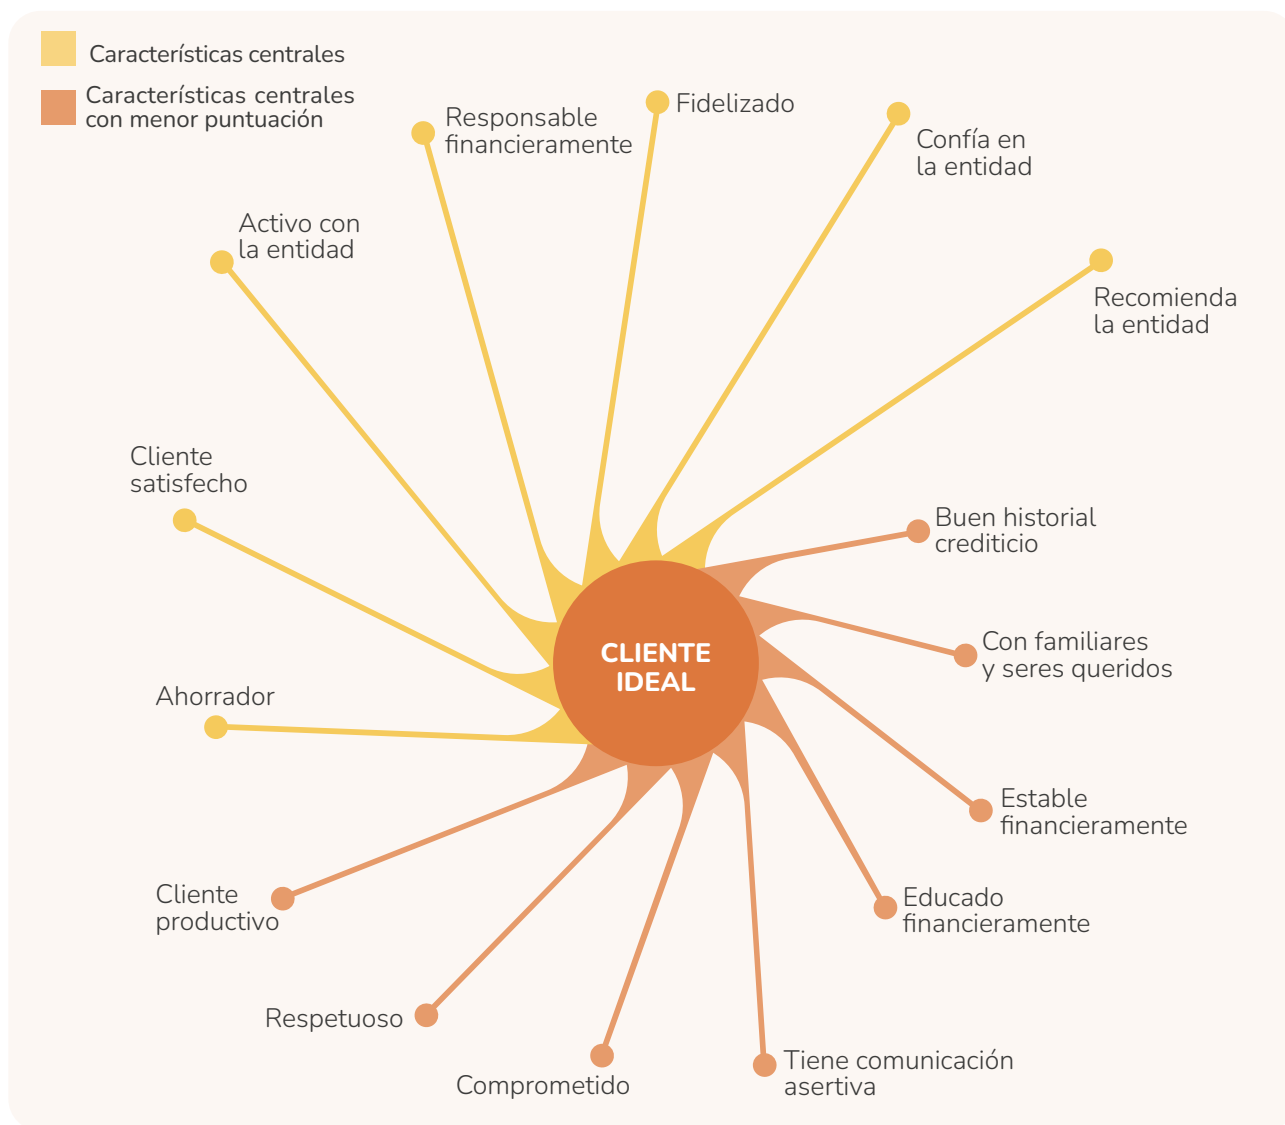 Características centrales
Características centrales
con menor puntuación
Responsable
financieramente
Fidelizado
Confía en
la entidad
Activo con
la entidad
Recomienda
la entidad
Cliente
satisfecho
Buen historial
crediticio
Con familiares
y seres queridos
CLIENTE
IDEAL
Ahorrador
Estable
financieramente
Cliente
productivo
Educado
financieramente
Respetuoso
Comprometido
Tiene comunicación
asertiva